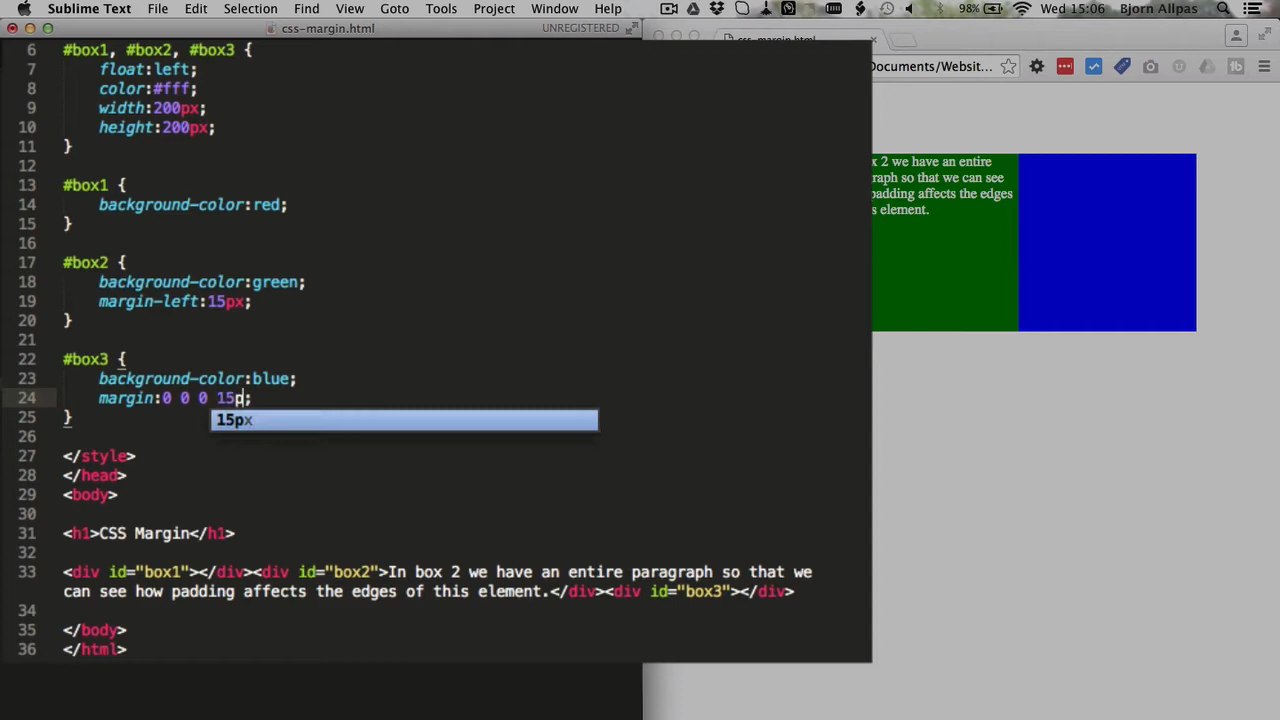 Sublime Text File Edit Selection Find View Goto Tools Project Window Help 98% Wed 15:06 Bjorn Allpas
css-margin.html UNREGISTERED
css-margin.html
Documents/Websit...
6 #box1, #box2, #box3 {
7 float:left;
8 color:#fff;
9 width:200px;
10 height:200px;
11 }
12
13 #box1 {
14 background-color:red;
15 }
16
17 #box2 {
18 background-color:green;
19 margin-left:15px;
20 }
21
22 #box3 {
23 background-color:blue;
24 margin:0 0 0 15p;
15px
25 }
26
27 </style>
28 </head>
29 <body>
30
31 <h1>CSS Margin</h1>
32
33 <div id="box1"></div><div id="box2">In box 2 we have an entire paragraph so that we
can see how padding affects the edges of this element.</div><div id="box3"></div>
34
35 </body>
36 </html>
x 2 we have an entire
raph so that we can see
padding affects the edges
s element.